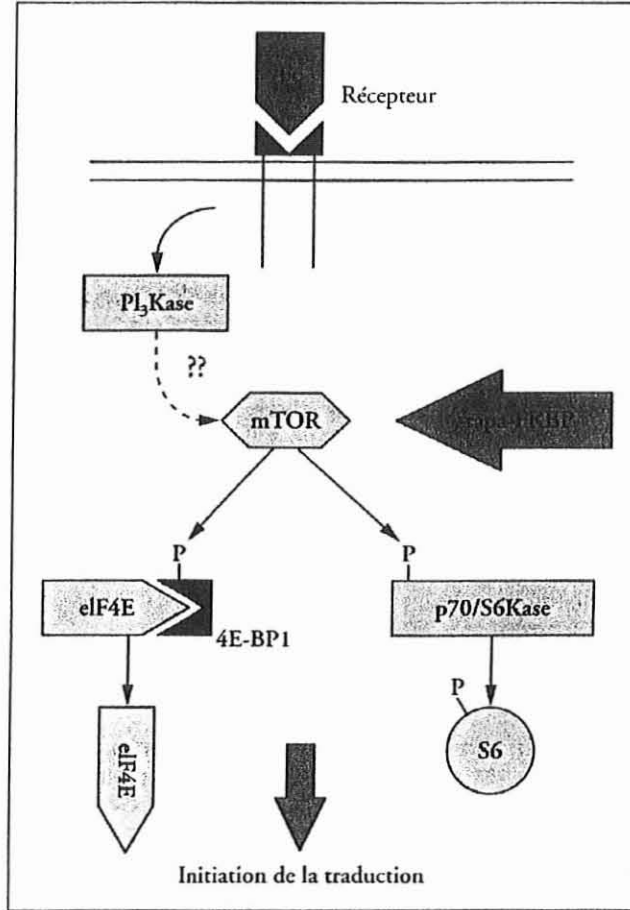 Récepteur
PI₃Kase
??
mTOR
P
P
eIF4E
4E-BP1
p70/S6Kase
P
eIF4E
S6
Initiation de la traduction